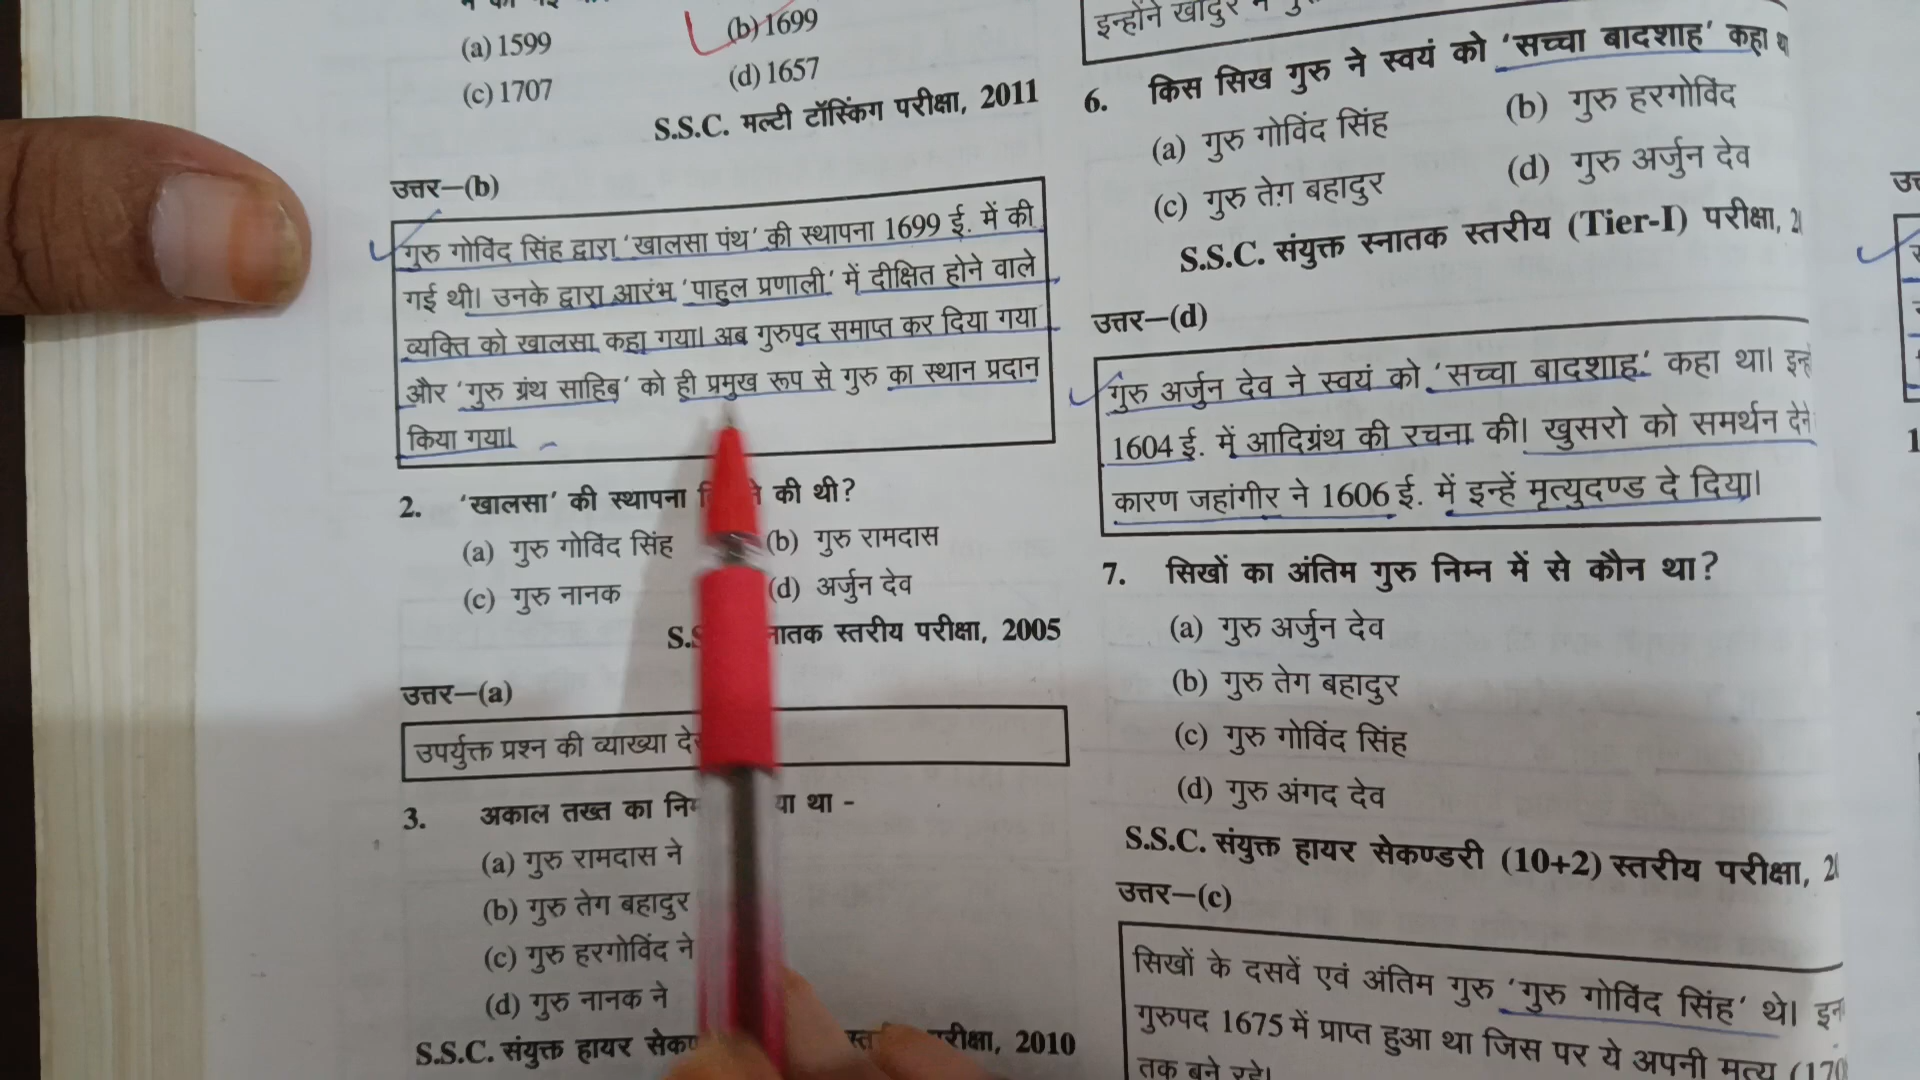 (b) 1699
(a) 1599
(d) 1657
(c) 1707
S.S.C. मल्टी टॉस्किंग परीक्षा, 2011
उत्तर—(b)
गुरु गोविंद सिंह द्वारा 'खालसा पंथ' की स्थापना 1699 ई. में की
गई थी। उनके द्वारा आरंभ 'पाहुल प्रणाली' में दीक्षित होने वाले
व्यक्ति को खालसा कहा गया। अब गुरुपद समाप्त कर दिया गया
और 'गुरु ग्रंथ साहिब' को ही प्रमुख रूप से गुरु का स्थान प्रदान
किया गया।
2. 'खालसा' की स्थापना की थी?
(a) गुरु गोविंद सिंह (b) गुरु रामदास
(c) गुरु नानक (d) अर्जुन देव
स्तरीय परीक्षा, 2005
उत्तर—(a)
उपर्युक्त प्रश्न की व्याख्या
3. अकाल तख्त का था -
(a) गुरु रामदास ने
(b) गुरु तेग बहादुर
(c) गुरु हरगोविंद ने
(d) गुरु नानक ने
S.S.C. संयुक्त हायर 2010
इन्होंने
6. किस सिख गुरु ने स्वयं को 'सच्चा बादशाह' कहा
(a) गुरु गोविंद सिंह (b) गुरु हरगोविंद
(c) गुरु तेग़ बहादुर (d) गुरु अर्जुन देव
S.S.C. संयुक्त स्नातक स्तरीय (Tier-I) परीक्षा,
उत्तर—(d)
गुरु अर्जुन देव ने स्वयं को 'सच्चा बादशाह' कहा था।
1604 ई. में आदिग्रंथ की रचना की। खुसरो को समर्थन देने
कारण जहांगीर ने 1606 ई. में इन्हें मृत्युदण्ड दे दिया।
7. सिखों का अंतिम गुरु निम्न में से कौन था?
(a) गुरु अर्जुन देव
(b) गुरु तेग बहादुर
(c) गुरु गोविंद सिंह
(d) गुरु अंगद देव
S.S.C. संयुक्त हायर सेकण्डरी (10+2) स्तरीय परीक्षा,
उत्तर—(c)
सिखों के दसवें एवं अंतिम गुरु 'गुरु गोविंद सिंह' थे।
गुरुपद 1675 में प्राप्त हुआ था जिस पर ये अपनी मृत्यु
तक बने रहे।